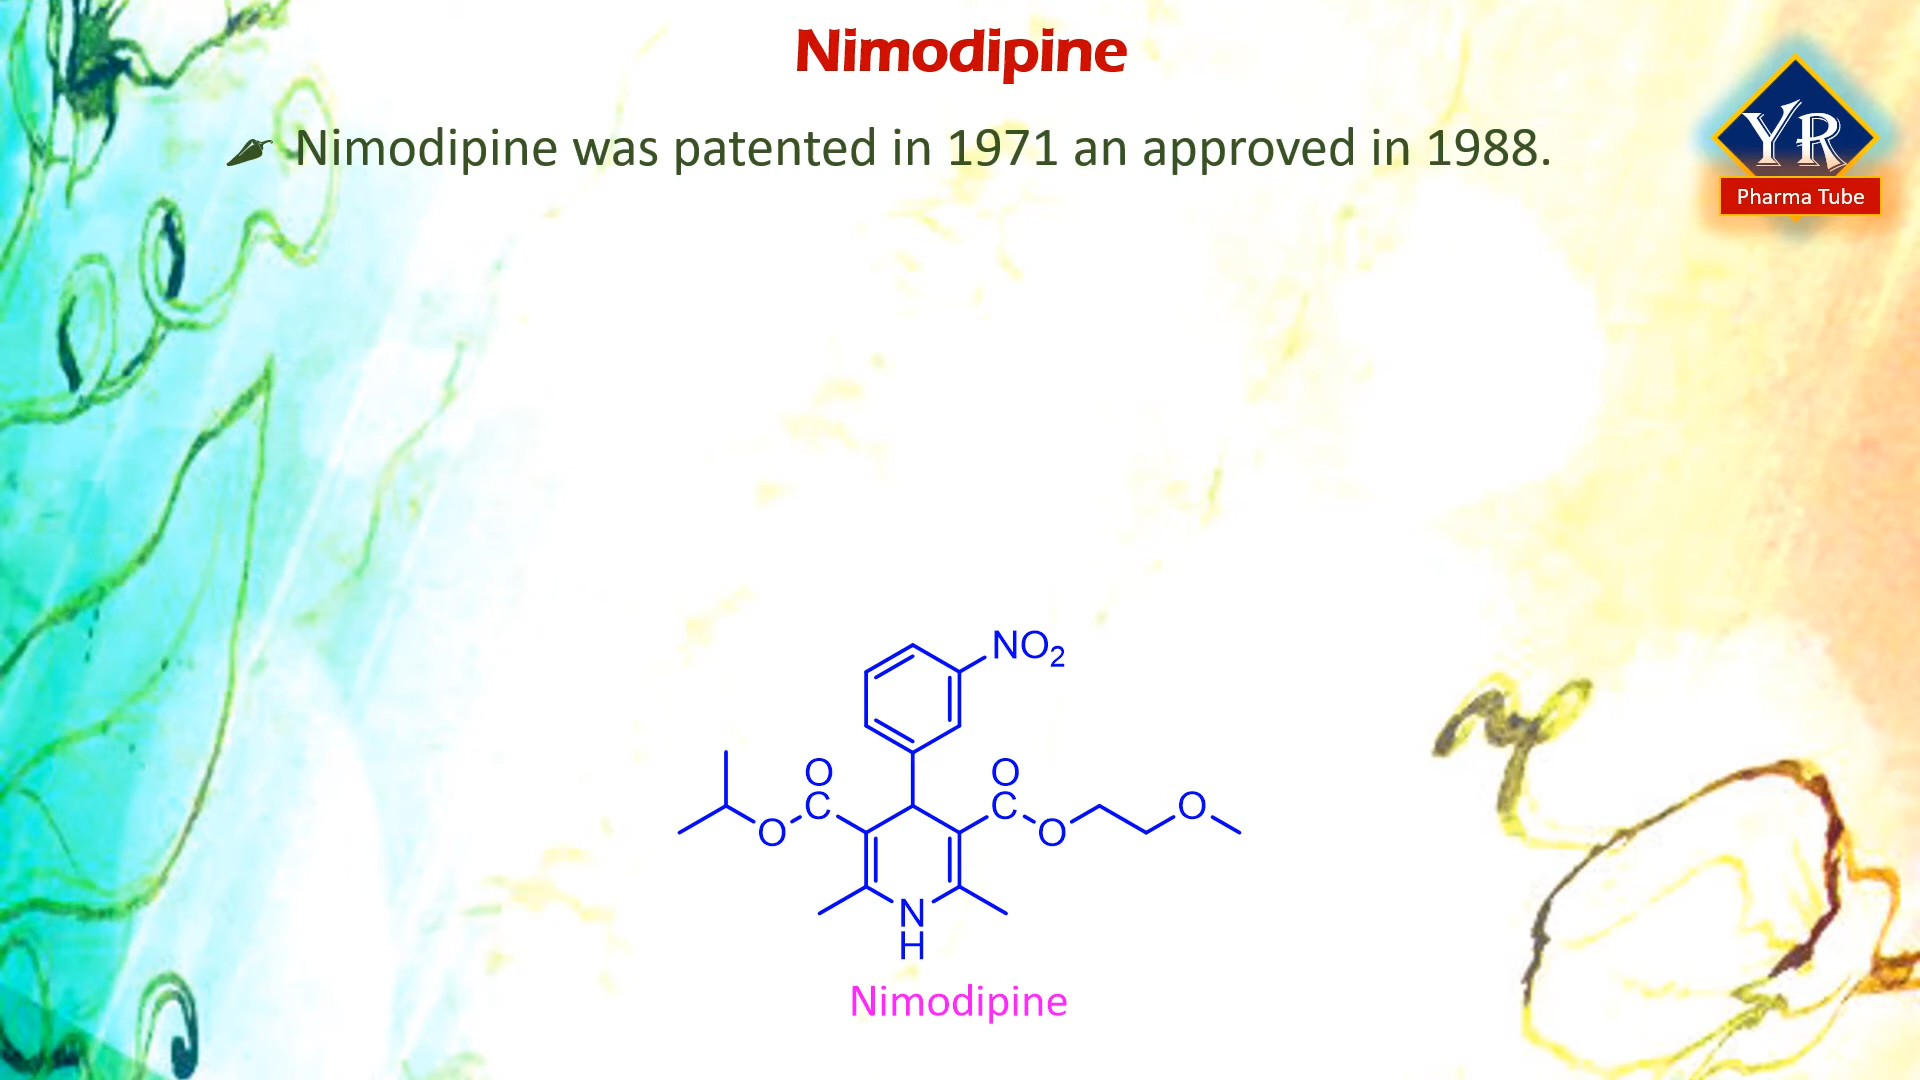 Nimodipine
Nimodipine was patented in 1971 an approved in 1988.
YR
Pharma Tube
NO2
O
O
C
C
O
O
O
N
H
Nimodipine